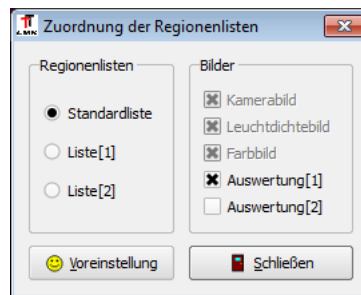 LMK Zuordnung der Regionenlisten
Regionenlisten
Standardliste
Liste[1]
Liste[2]
Bilder
Kamerabild
Leuchtdichtebild
Farbbild
Auswertung[1]
Auswertung[2]
Voreinstellung
Schließen